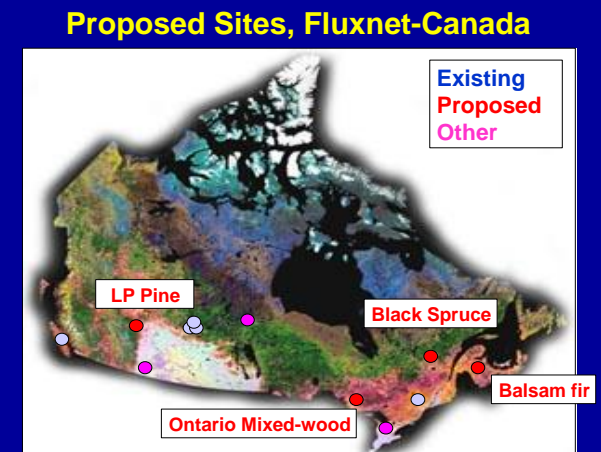 Proposed Sites, Fluxnet-Canada
Existing
Proposed
Other
LP Pine
Black Spruce
Balsam fir
Ontario Mixed-wood